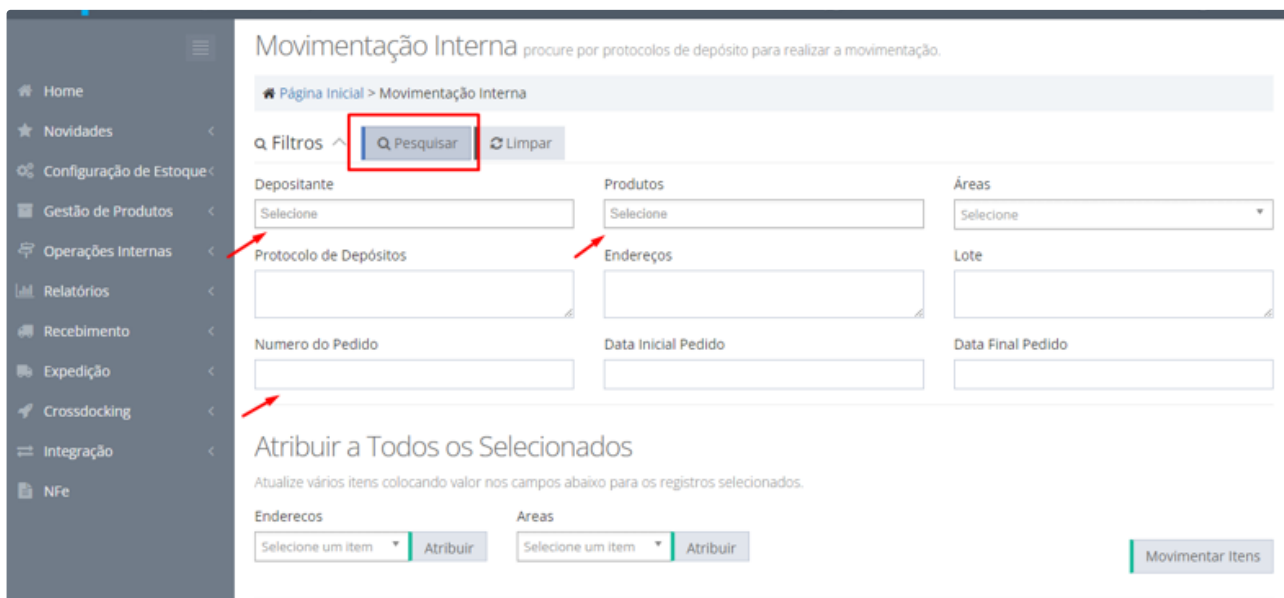 Movimentação Interna procure por protocolos de depósito para realizar a movimentação.
Home
Página Inicial > Movimentação Interna
Novidades
Filtros Pesquisar Limpar
Configuração de Estoque
Depositante Produtos Áreas
Gestão de Produtos
Selecione Selecione Selecione
Operações Internas
Protocolo de Depósitos Endereços Lote
Relatórios
Recebimento
Numero do Pedido Data Inicial Pedido Data Final Pedido
Expedição
Crossdocking
Integração
Atribuir a Todos os Selecionados
NFe
Atualize vários itens colocando valor nos campos abaixo para os registros selecionados.
Enderecos Areas
Selecione um item Atribuir Selecione um item Atribuir
Movimentar Itens